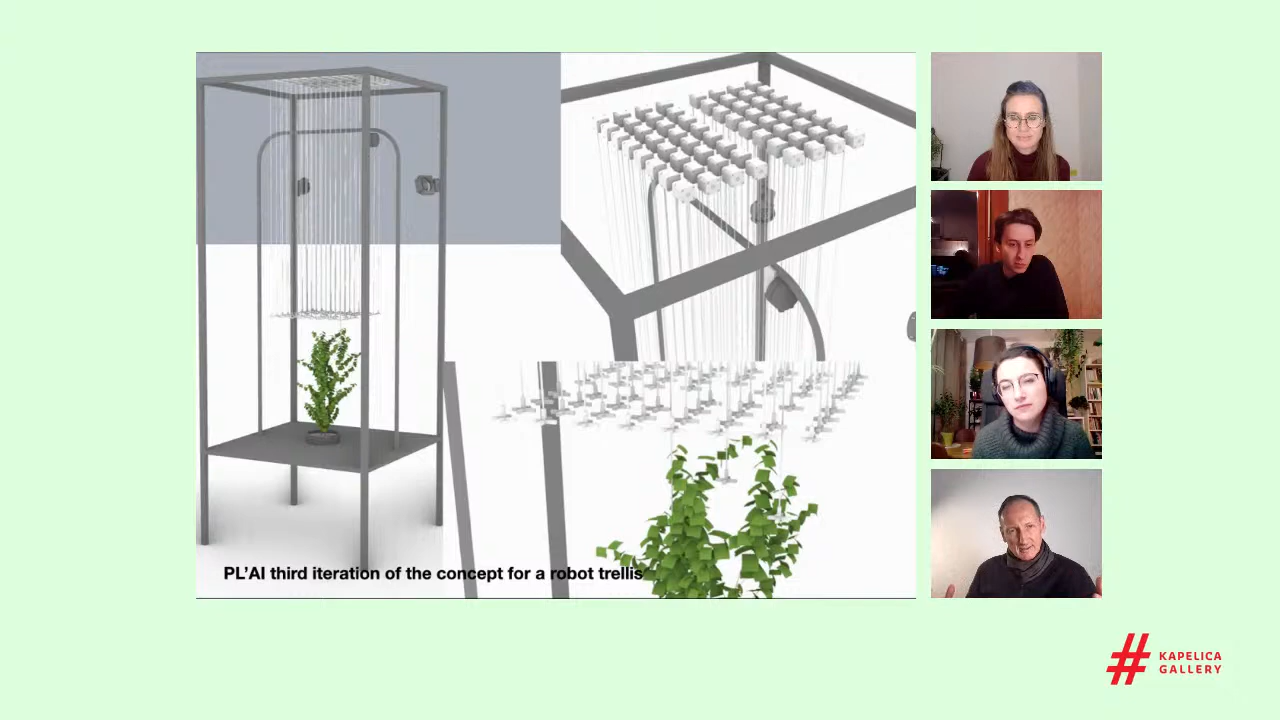 PL'AI third iteration of the concept for a robot trellis
# KAPELICA
GALLERY